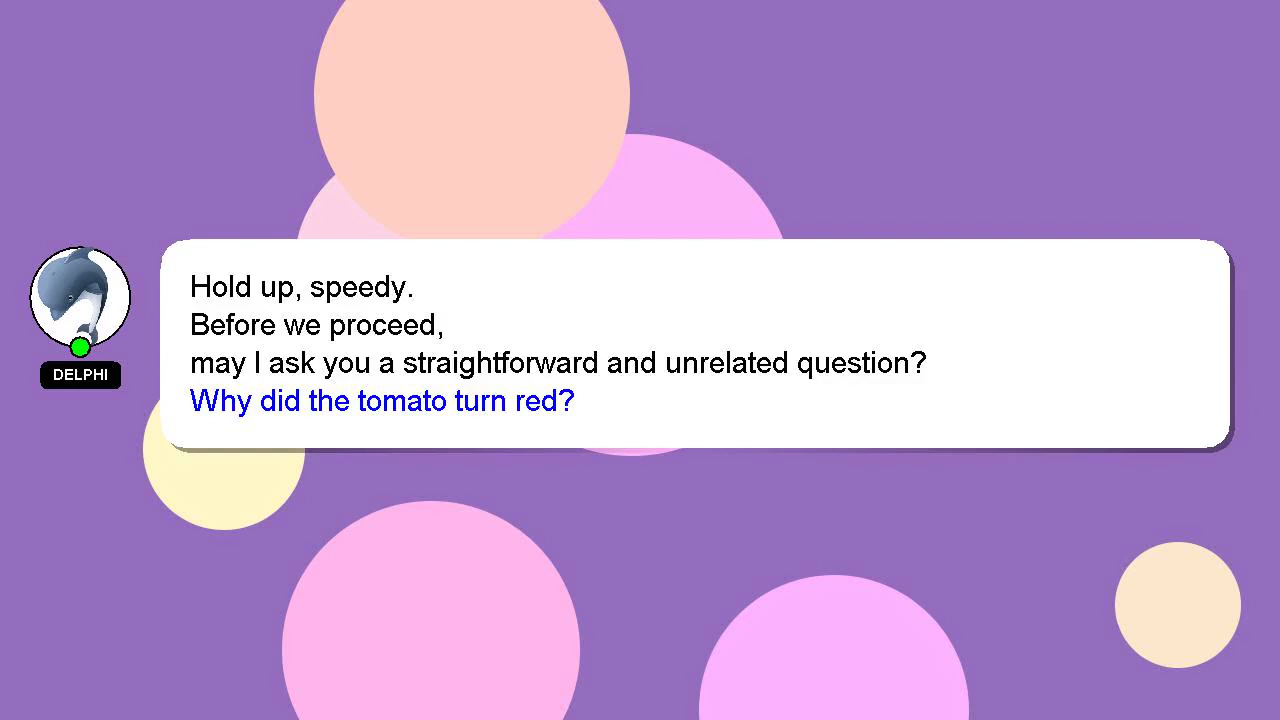 Hold up, speedy.
Before we proceed,
may I ask you a straightforward and unrelated question?
Why did the tomato turn red?
DELPHI